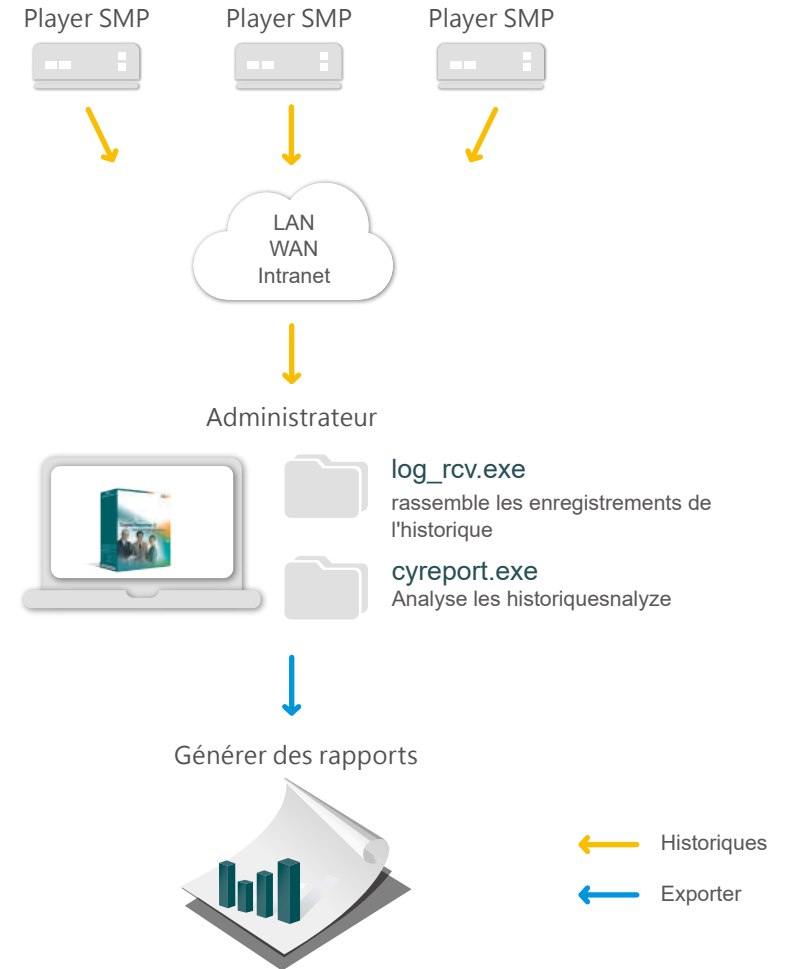 Player SMP
Player SMP
Player SMP
LAN
WAN
Intranet
Administrateur
log_rcv.exe
rassemble les enregistrements de
l'historique
cyreport.exe
Analyse les historiquesnalyze
Générer des rapports
Historiques
Exporter